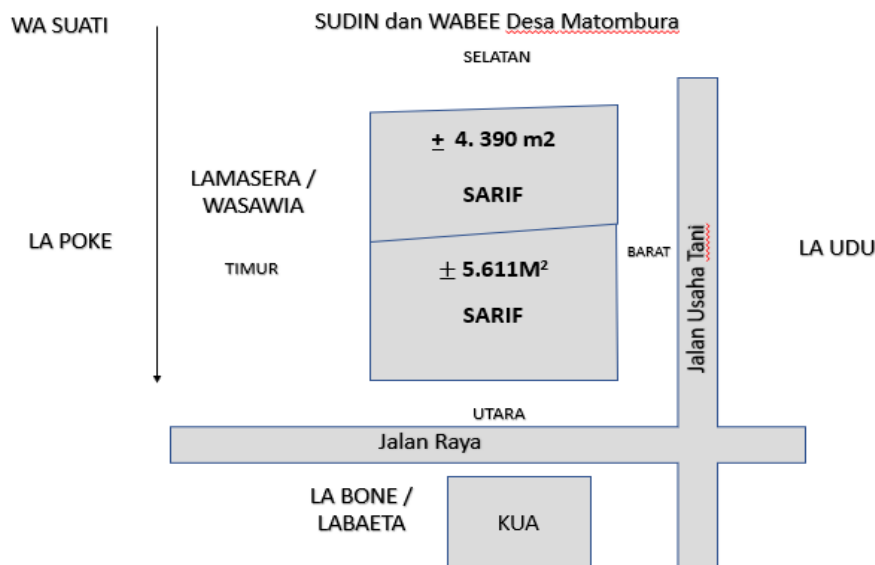 WA SUATI
SUDIN dan WABEE Desa Matombura
SELATAN
± 4. 390 m2
SARIF
LAMASERA /
WASAWIA
LA POKE
TIMUR
± 5.611M²
SARIF
BARAT
Jalan Usaha Tani
LA UDU
UTARA
Jalan Raya
LA BONE /
LABAETA
KUA